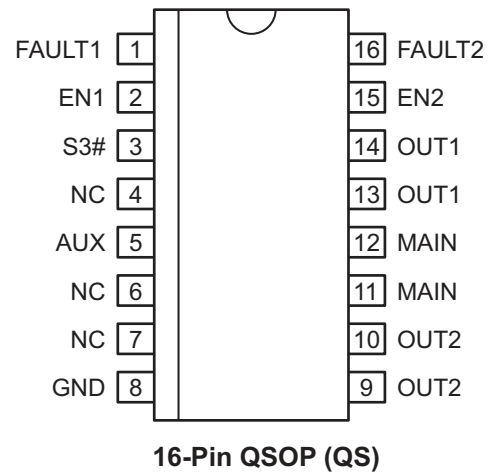 FAULT1 1 16 FAULT2
EN1 2 15 EN2
S3# 3 14 OUT1
NC 4 13 OUT1
AUX 5 12 MAIN
NC 6 11 MAIN
NC 7 10 OUT2
GND 8 9 OUT2
16-Pin QSOP (QS)